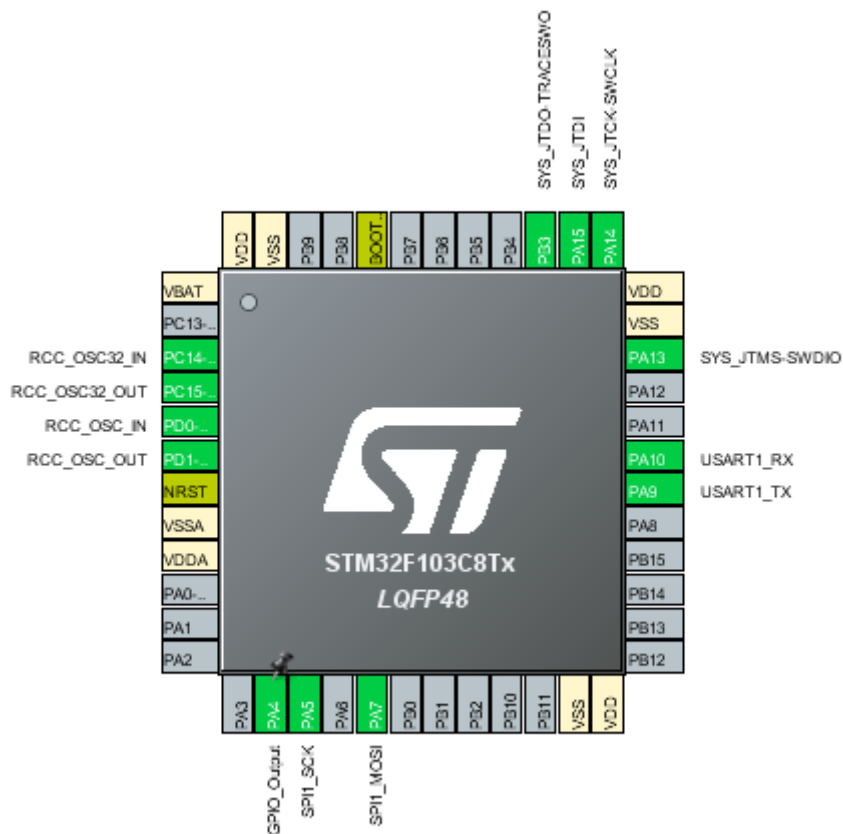 SYS_JTDO-TRACESWO
SYS_JTDI
SYS_JTCK-SWCLK
VDD
VSS
PB9
PB8
BOOT..
PB7
PB6
PB5
PB4
PB3
PA15
PA14
VBAT
PC13-..
RCC_OSC32_IN PC14-..
RCC_OSC32_OUT PC15-..
RCC_OSC_IN PD0-..
RCC_OSC_OUT PD1-..
NRST
VSSA
VDDA
PA0-..
PA1
PA2
VDD
VSS
PA13 SYS_JTMS-SWDIO
PA12
PA11
PA10 USART1_RX
PA9 USART1_TX
PA8
PB15
PB14
PB13
PB12
ST
STM32F103C8Tx
LQFP48
PA3
PA4
PA5
PA6
PA7
PB0
PB1
PB2
PB10
PB11
VSS
VDD
GPIO_Output
SPI1_SCK
SPI1_MOSI